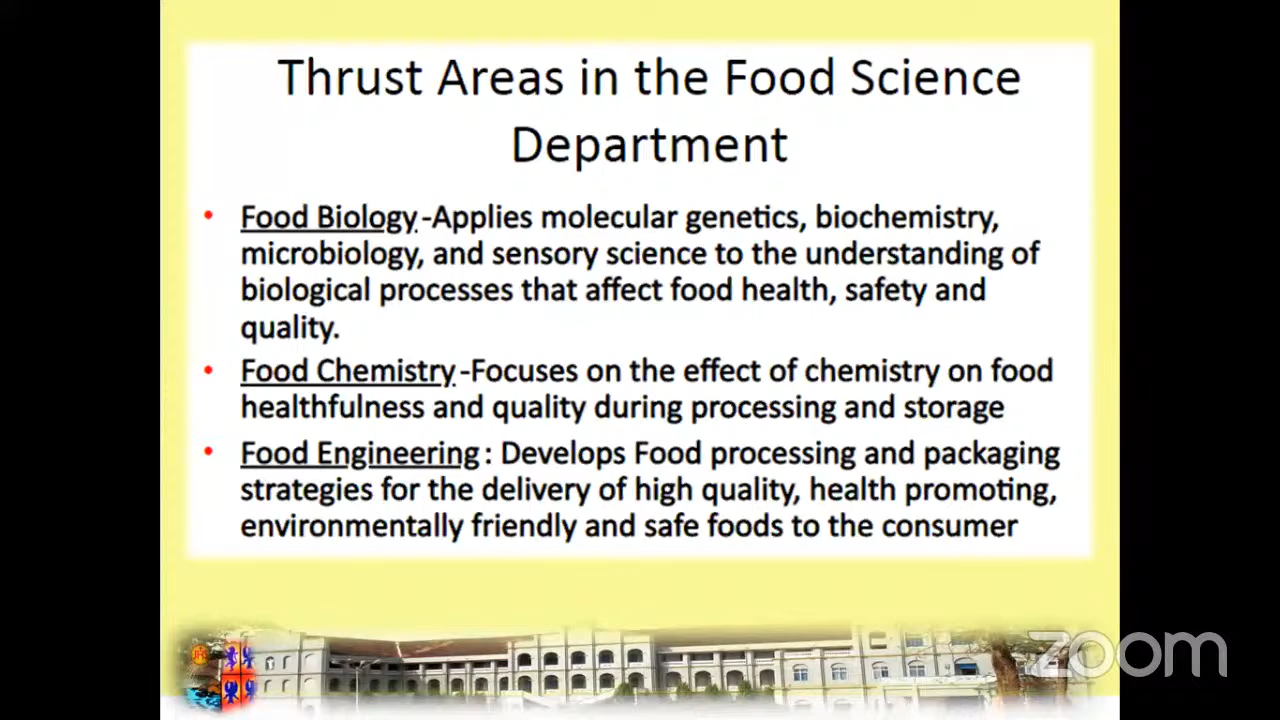 Thrust Areas in the Food Science
Department
• Food Biology -Applies molecular genetics, biochemistry,
microbiology, and sensory science to the understanding of
biological processes that affect food health, safety and
quality.
• Food Chemistry -Focuses on the effect of chemistry on food
healthfulness and quality during processing and storage
• Food Engineering : Develops Food processing and packaging
strategies for the delivery of high quality, health promoting,
environmentally friendly and safe foods to the consumer
zoom